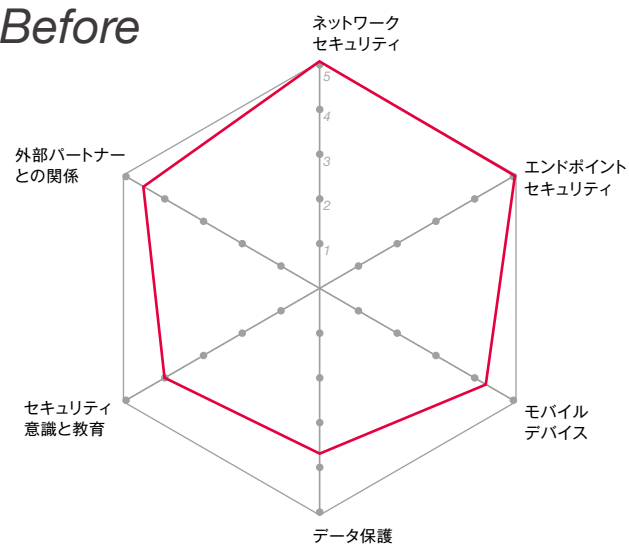 Before
ネットワーク
セキュリティ
5
4
3
2
1
外部パートナー
との関係
エンドポイント
セキュリティ
セキュリティ
意識と教育
モバイル
デバイス
データ保護